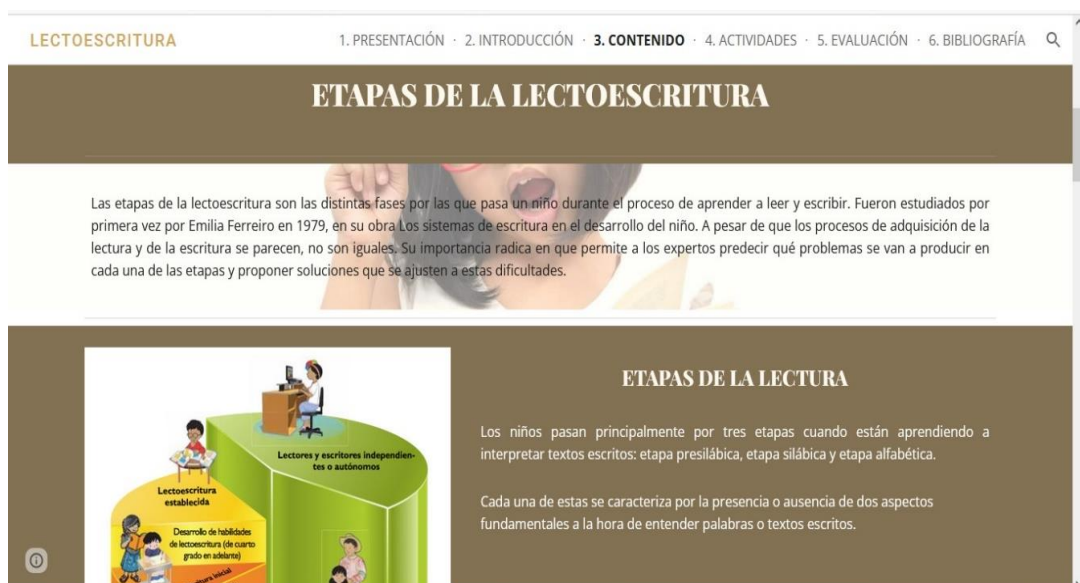 LECTOESCRITURA
1. PRESENTACIÓN · 2. INTRODUCCIÓN · 3. CONTENIDO · 4. ACTIVIDADES · 5. EVALUACIÓN · 6. BIBLIOGRAFÍA
ETAPAS DE LA LECTOESCRITURA
Las etapas de la lectoescritura son las distintas fases por las que pasa un niño durante el proceso de aprender a leer y escribir. Fueron estudiados por
primera vez por Emilia Ferreiro en 1979, en su obra Los sistemas de escritura en el desarrollo del niño. A pesar de que los procesos de adquisición de la
lectura y de la escritura se parecen, no son iguales. Su importancia radica en que permite a los expertos predecir qué problemas se van a producir en
cada una de las etapas y proponer soluciones que se ajusten a estas dificultades.
Lectores y escritores independien-
tes o autónomos
Lectoescritura
establecida
Desarrollo de habilidades
de lectoescritura (de cuarto
grado en adelante)
inicial
ETAPAS DE LA LECTURA
Los niños pasan principalmente por tres etapas cuando están aprendiendo a
interpretar textos escritos: etapa presilábica, etapa silábica y etapa alfabética.
Cada una de estas se caracteriza por la presencia o ausencia de dos aspectos
fundamentales a la hora de entender palabras o textos escritos.